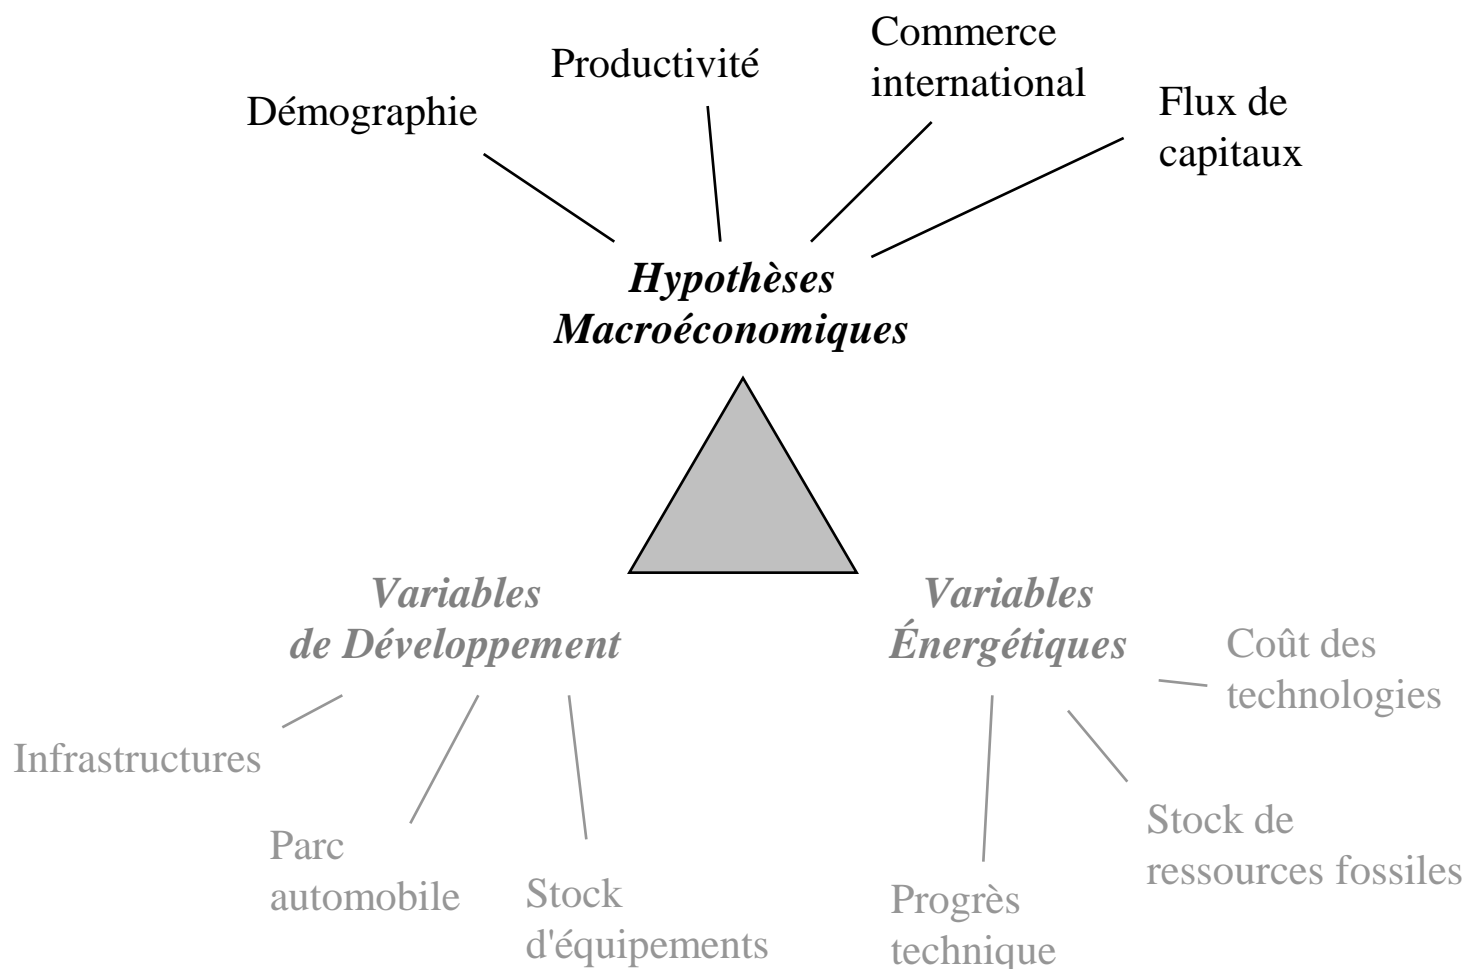 Démographie
Productivité
Commerce
international
Flux de
capitaux
Hypothèses
Macroéconomiques
Variables
de Développement
Variables
Énergétiques
Infrastructures
Parc
automobile
Stock
d'équipements
Progrès
technique
Stock de
ressources fossiles
Coût des
technologies